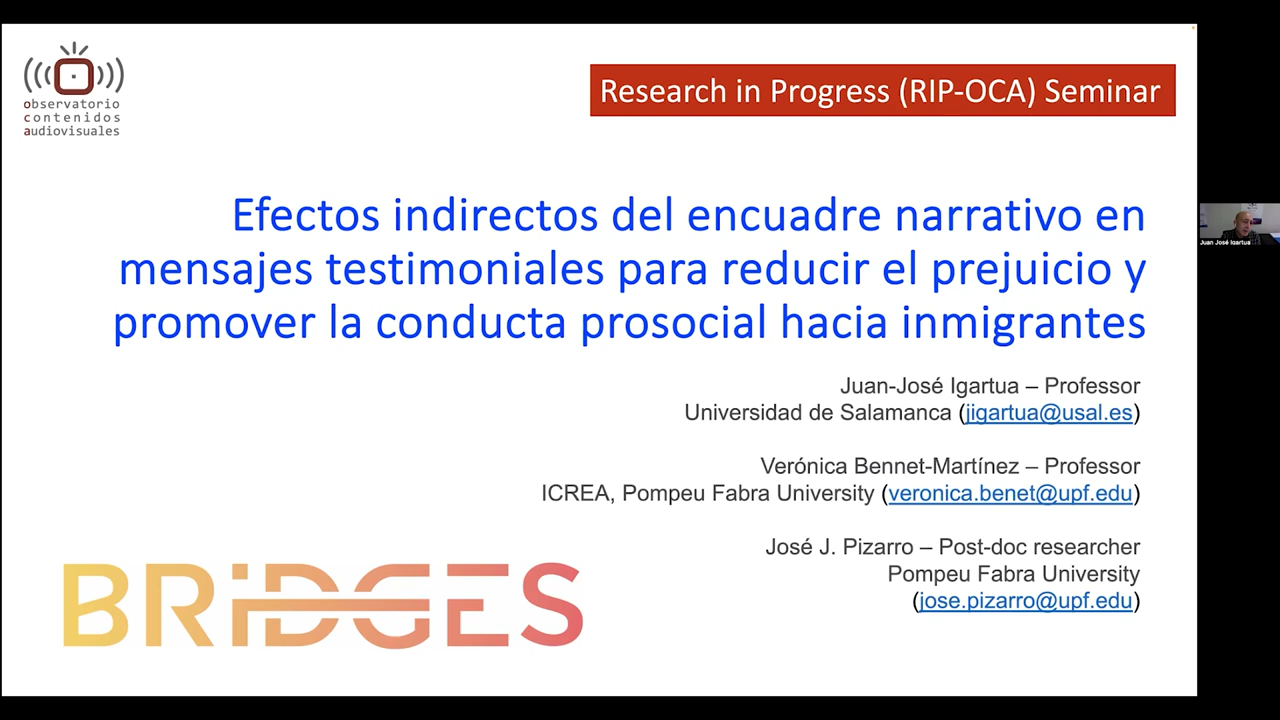 observatorio
contenidos
audiovisuales
Research in Progress (RIP-OCA) Seminar
Efectos indirectos del encuadre narrativo en
mensajes testimoniales para reducir el prejuicio y
promover la conducta prosocial hacia inmigrantes
Juan-José Igartua – Professor
Universidad de Salamanca (jigartua@usal.es)
Verónica Bennet-Martínez – Professor
ICREA, Pompeu Fabra University (veronica.benet@upf.edu)
José J. Pizarro – Post-doc researcher
Pompeu Fabra University
(jose.pizarro@upf.edu)
BRiDGES
Juan José Igartua